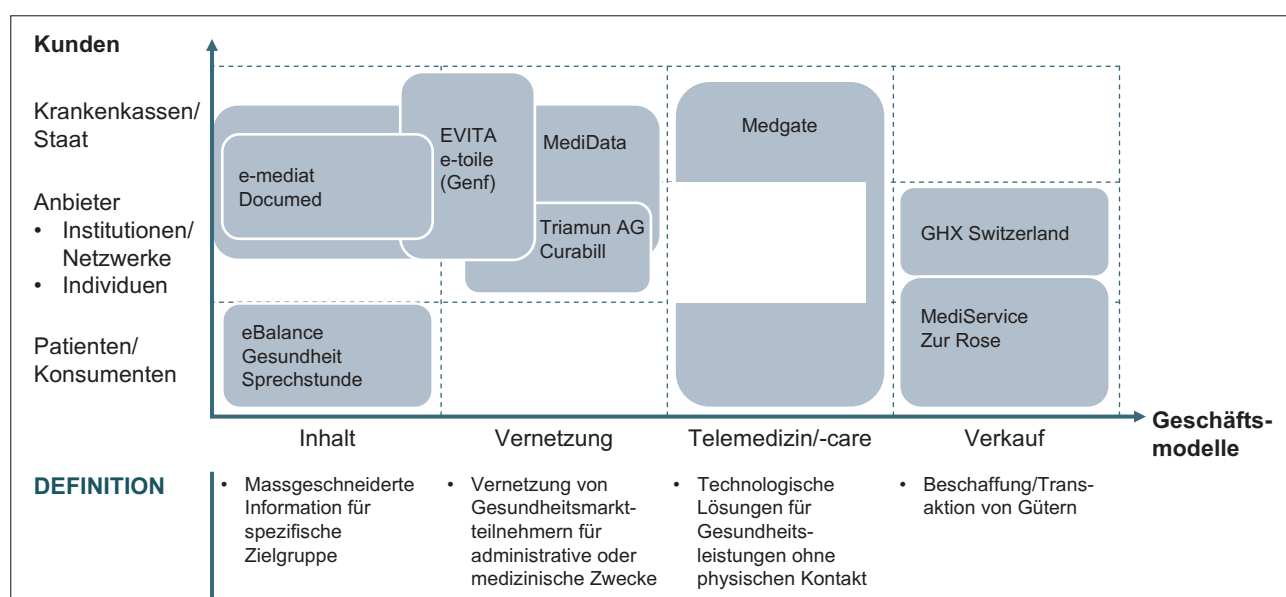 Kunden
Krankenkassen/
Staat
Anbieter
• Institutionen/
Netzwerke
• Individuen
Patienten/
Konsumenten
e-mediat
Documed
EVITA
e-toile
(Genf)
MediData
Triamun AG
Curabill
Medgate
GHX Switzerland
eBalance
Gesundheit
Sprechstunde
MediService
Zur Rose
Inhalt
Vernetzung
Telemedizin/-care
Verkauf
Geschäfts-
modelle
DEFINITION
• Massgeschneiderte
Information für
spezifische
Zielgruppe
• Vernetzung von
Gesundheitsmarkt-
teilnehmern für
administrative oder
medizinische Zwecke
• Technologische
Lösungen für
Gesundheits-
leistungen ohne
physischen Kontakt
• Beschaffung/Trans-
aktion von Gütern